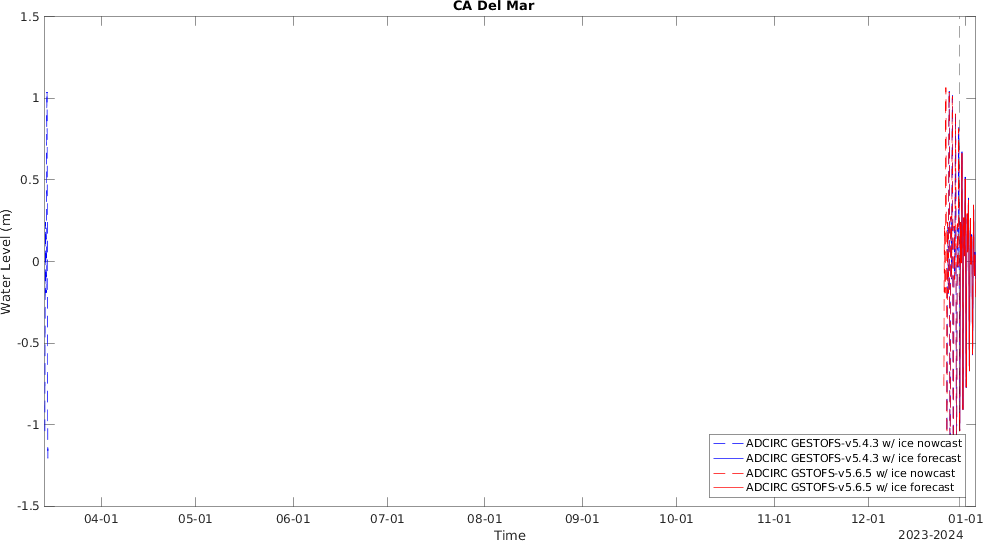 CA Del Mar
1.5
1
0.5
0
-0.5
-1
-1.5
Water Level (m)
04-01 05-01 06-01 07-01 08-01 09-01 10-01 11-01 12-01 01-01
Time
2023-2024
ADCIRC GESTOFS-v5.4.3 w/ ice nowcast
ADCIRC GESTOFS-v5.4.3 w/ ice forecast
ADCIRC GSTOFS-v5.6.5 w/ ice nowcast
ADCIRC GSTOFS-v5.6.5 w/ ice forecast